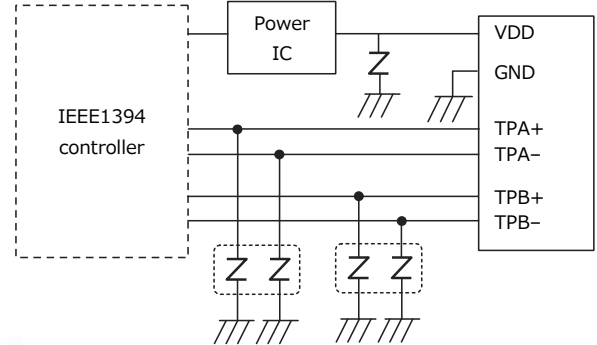 Power
IC
VDD
GND
IEEE1394
controller
TPA+
TPA–
TPB+
TPB–